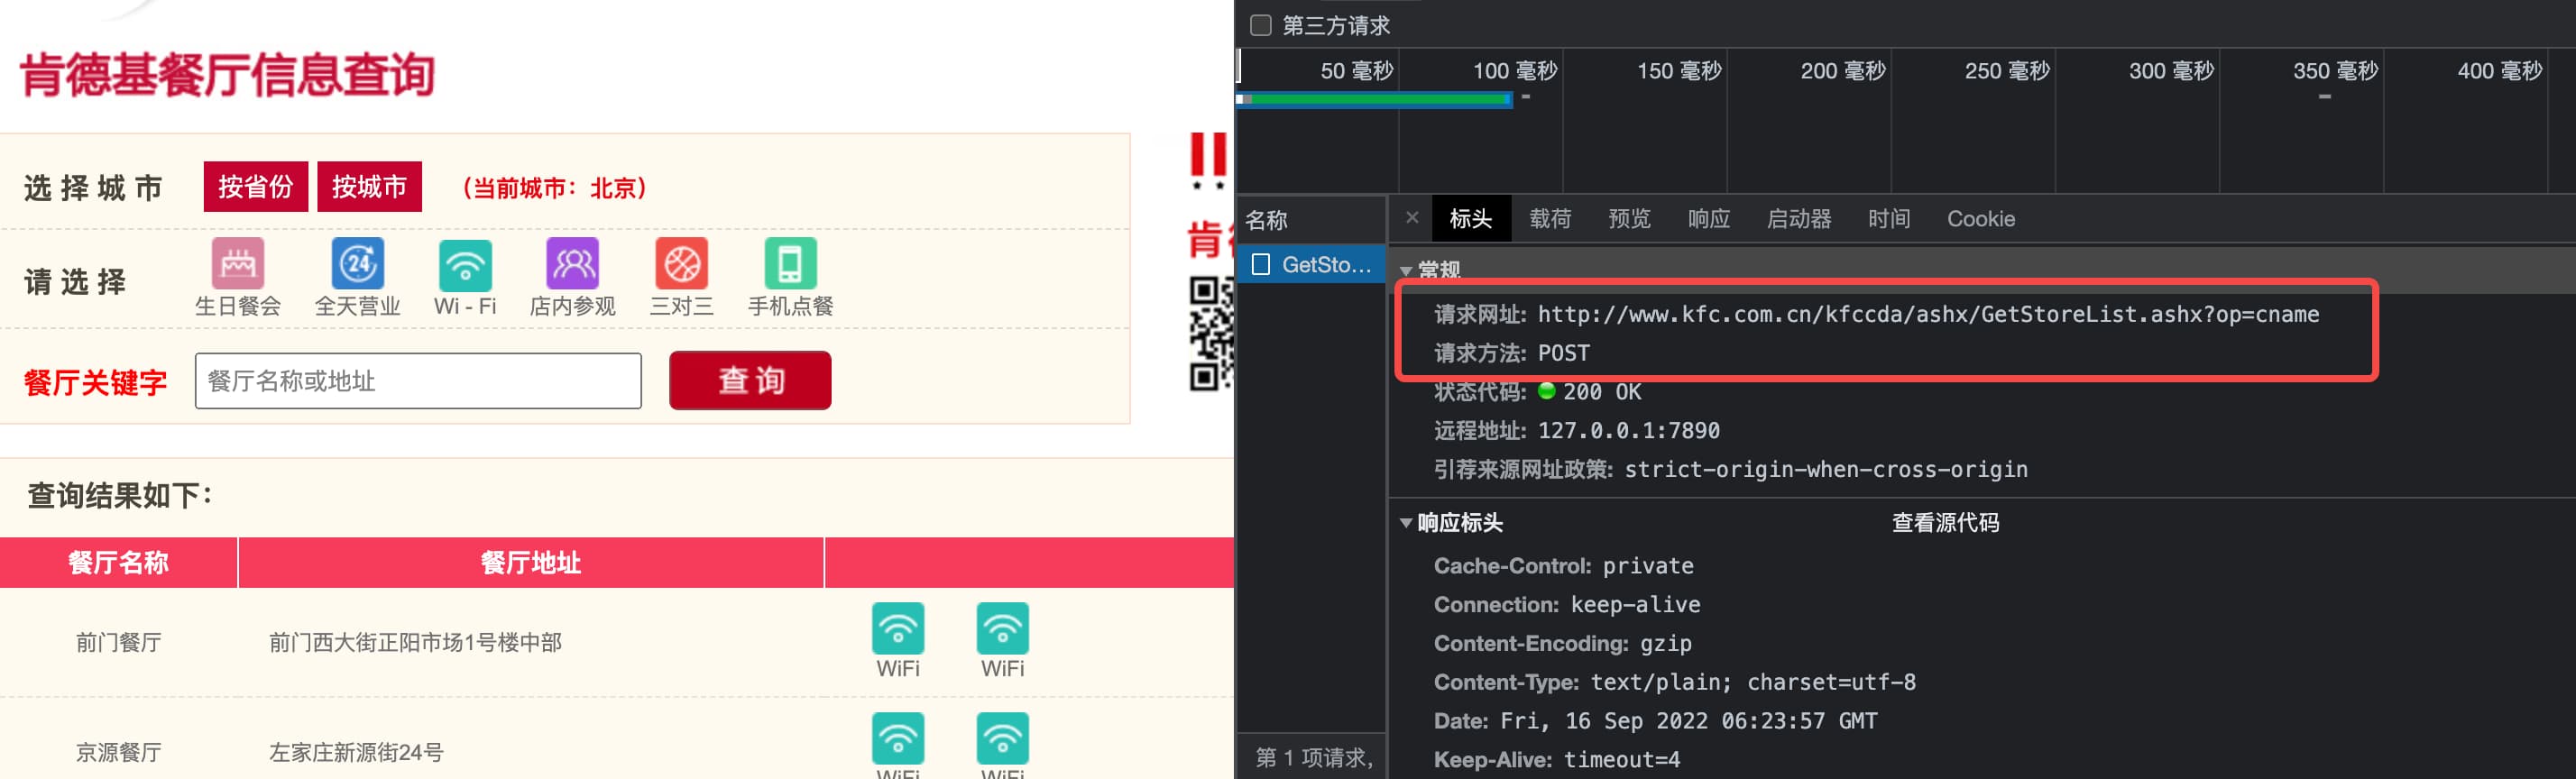 肯德基餐厅信息查询
选择城市 按省份 按城市 （当前城市：北京）
请选择 生日餐会 全天营业 Wi - Fi 店内参观 三对三 手机点餐
餐厅关键字 餐厅名称或地址 查询
查询结果如下：
餐厅名称 餐厅地址
前门餐厅 前门西大街正阳市场1号楼中部 WiFi WiFi
京源餐厅 左家庄新源街24号 WiFi WiFi
肯
第三方请求
50 毫秒 100 毫秒 150 毫秒 200 毫秒 250 毫秒 300 毫秒 350 毫秒 400 毫秒
名称
GetSto...
第 1 项请求，
× 标头 载荷 预览 响应 启动器 时间 Cookie
常规
请求网址: http://www.kfc.com.cn/kfccda/ashx/GetStoreList.ashx?op=cname
请求方法: POST
状态代码: 200 OK
远程地址: 127.0.0.1:7890
引荐来源网址政策: strict-origin-when-cross-origin
响应标头 查看源代码
Cache-Control: private
Connection: keep-alive
Content-Encoding: gzip
Content-Type: text/plain; charset=utf-8
Date: Fri, 16 Sep 2022 06:23:57 GMT
Keep-Alive: timeout=4